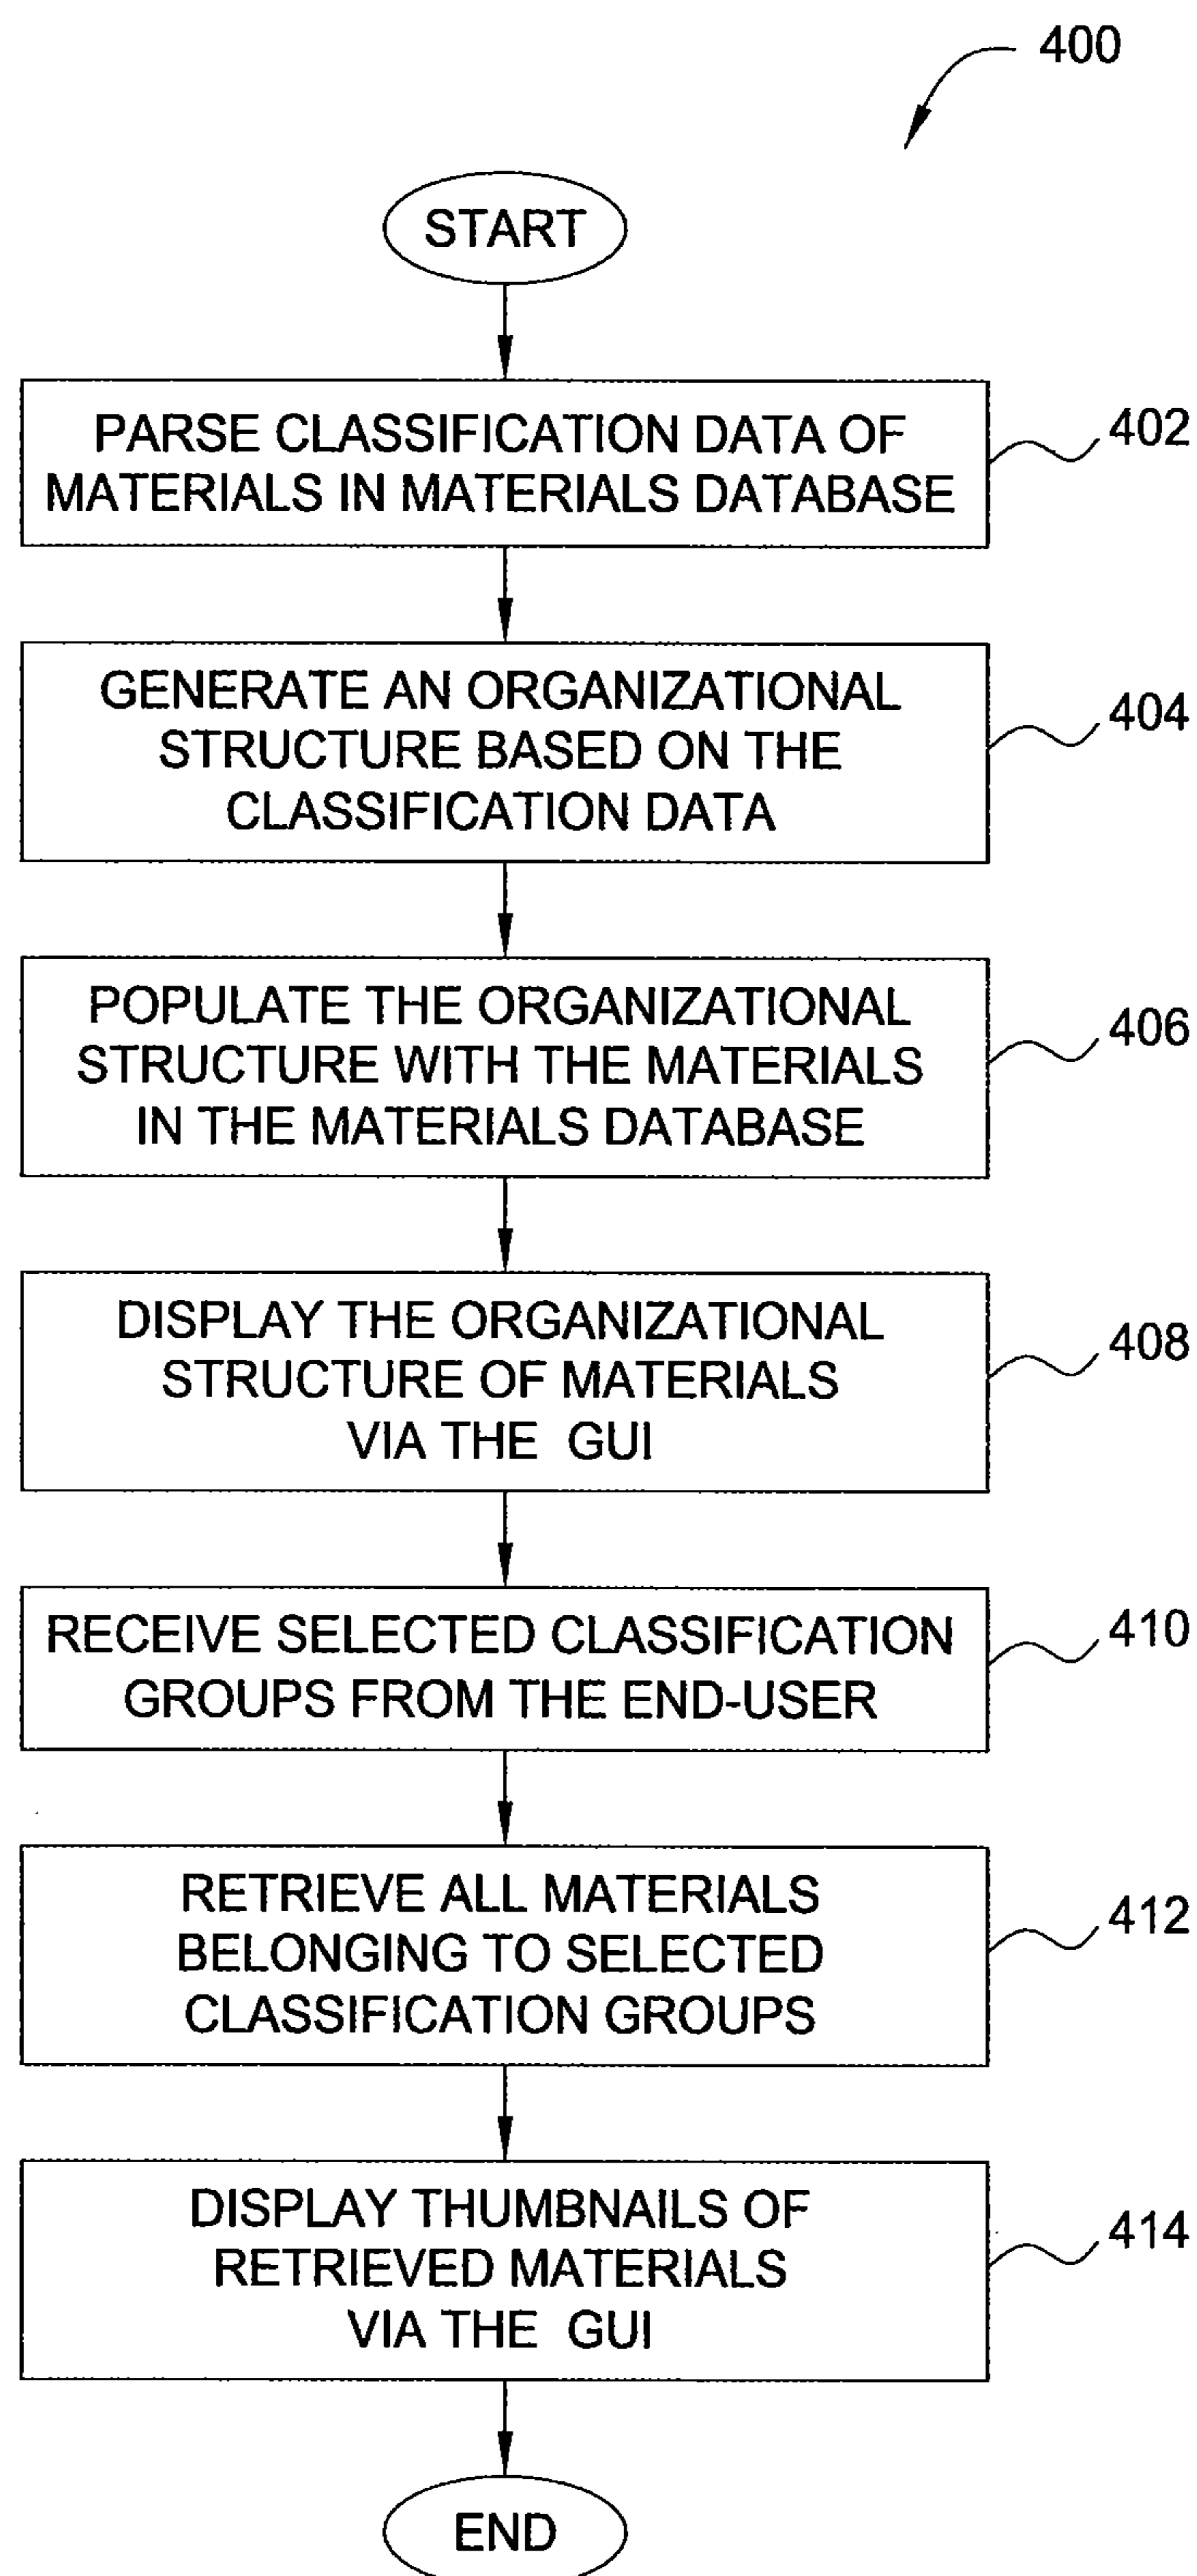 400
START
PARSE CLASSIFICATION DATA OF
MATERIALS IN MATERIALS DATABASE
402
GENERATE AN ORGANIZATIONAL
STRUCTURE BASED ON THE
CLASSIFICATION DATA
404
POPULATE THE ORGANIZATIONAL
STRUCTURE WITH THE MATERIALS
IN THE MATERIALS DATABASE
406
DISPLAY THE ORGANIZATIONAL
STRUCTURE OF MATERIALS
VIA THE GUI
408
RECEIVE SELECTED CLASSIFICATION
GROUPS FROM THE END-USER
410
RETRIEVE ALL MATERIALS
BELONGING TO SELECTED
CLASSIFICATION GROUPS
412
DISPLAY THUMBNAILS OF
RETRIEVED MATERIALS
VIA THE GUI
414
END